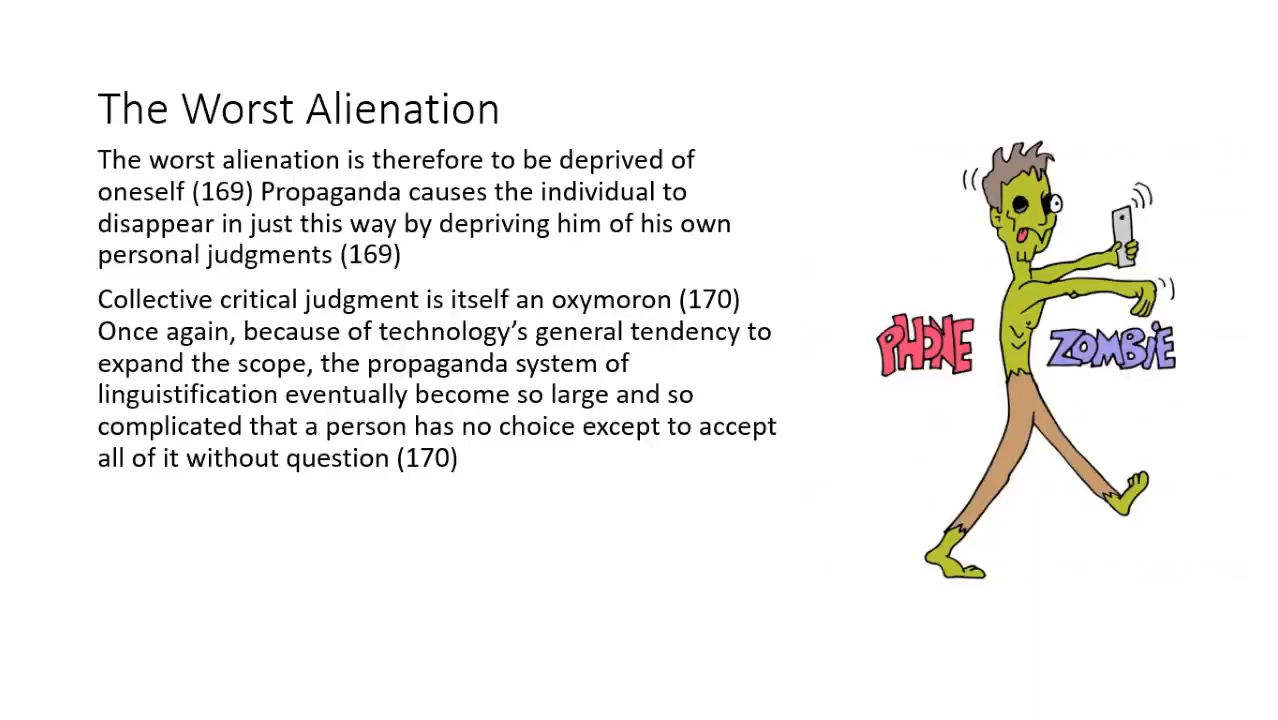 The Worst Alienation
The worst alienation is therefore to be deprived of
oneself (169) Propaganda causes the individual to
disappear in just this way by depriving him of his own
personal judgments (169)
Collective critical judgment is itself an oxymoron (170)
Once again, because of technology’s general tendency to
expand the scope, the propaganda system of
linguistification eventually become so large and so
complicated that a person has no choice except to accept
all of it without question (170)
PHONE
ZOMBIE